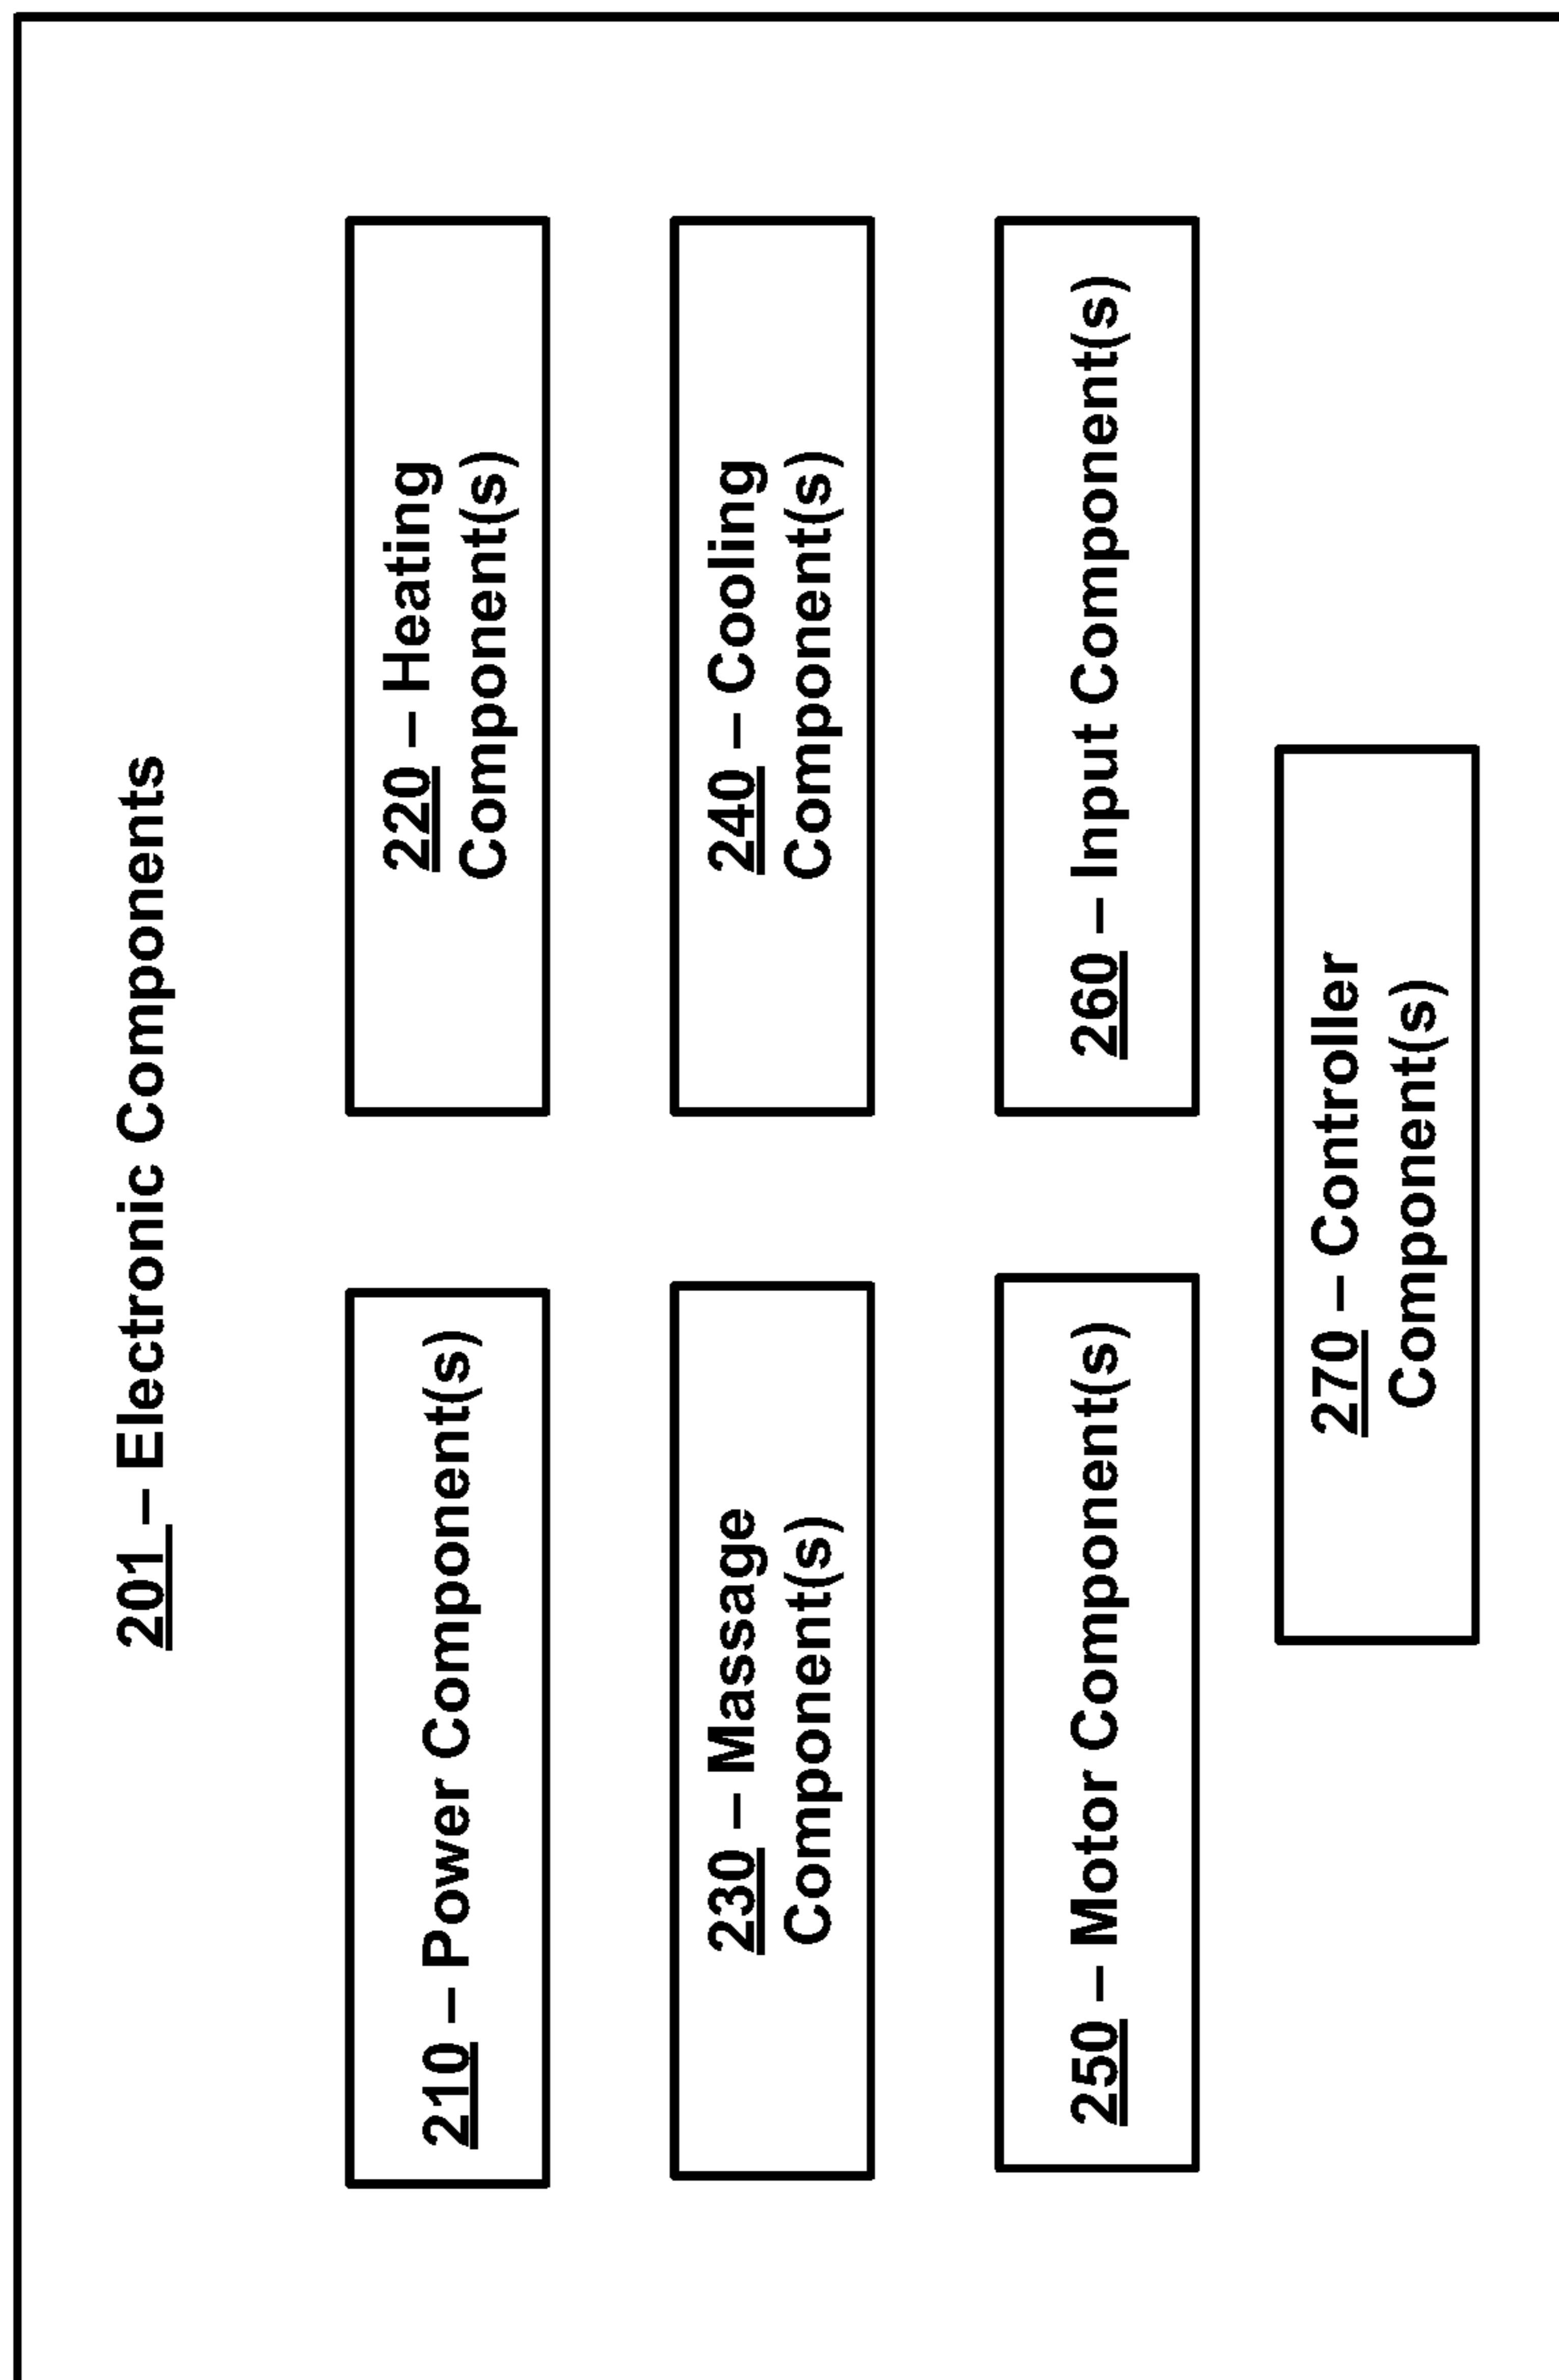 201 – Electronic Components
210 – Power Component(s)
220 – Heating
Component(s)
230 – Massage
Component(s)
240 – Cooling
Component(s)
250 – Motor Component(s)
260 – Input Component(s)
270 – Controller
Component(s)